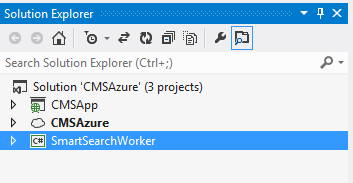 Solution Explorer
Search Solution Explorer (Ctrl+;)
Solution 'CMSAzure' (3 projects)
CMSApp
CMSAzure
C# SmartSearchWorker